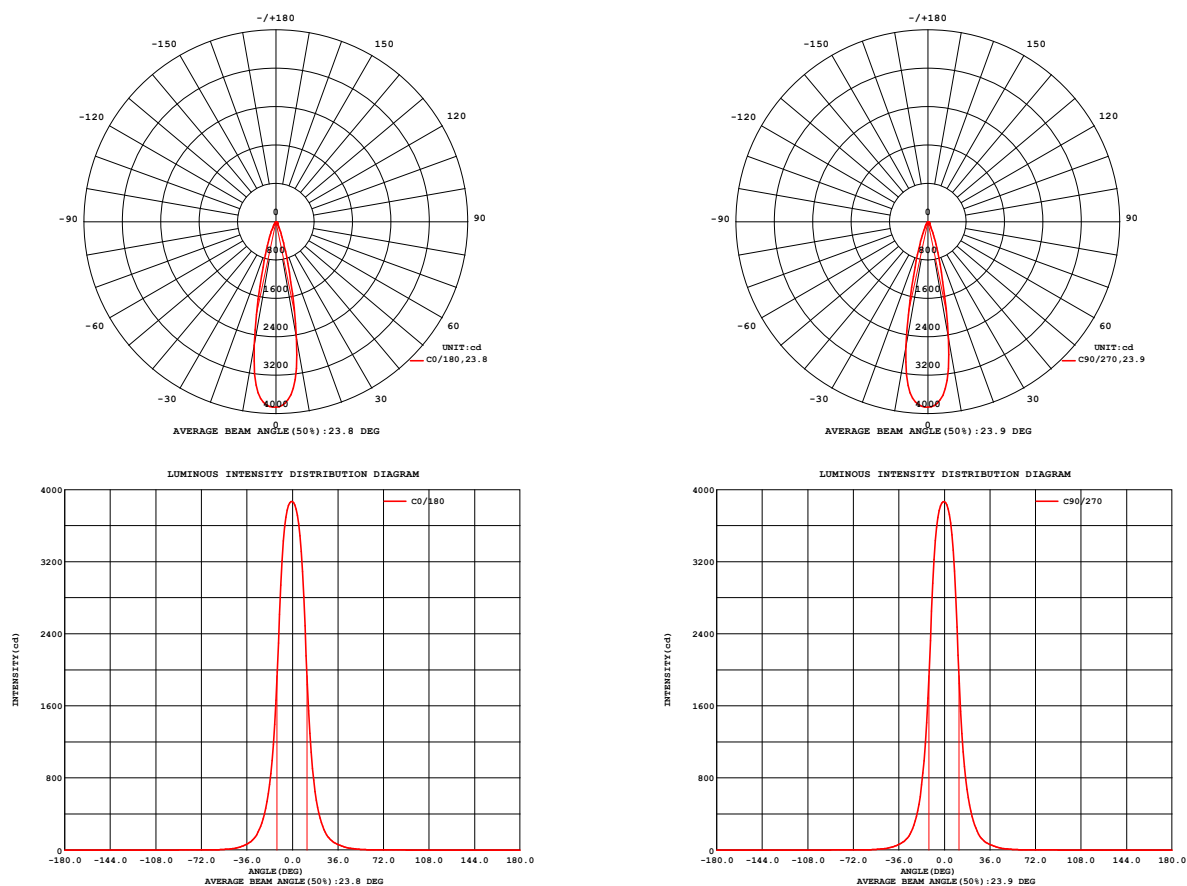 -/+180
-150 150
-120 120
-90 90
-60 60
-30 30
0
800
1600
2400
3200
4000
0
UNIT:cd
C0/180,23.8
AVERAGE BEAM ANGLE(50%):23.8 DEG
-/+180
-150 150
-120 120
-90 90
-60 60
-30 30
0
800
1600
2400
3200
4000
0
UNIT:cd
C90/270,23.9
AVERAGE BEAM ANGLE(50%):23.9 DEG
LUMINOUS INTENSITY DISTRIBUTION DIAGRAM
C0/180
INTENSITY(cd)
4000
3200
2400
1600
800
0
-180.0 -144.0 -108.0 -72.0 -36.0 0.0 36.0 72.0 108.0 144.0 180.0
ANGLE(DEG)
AVERAGE BEAM ANGLE(50%):23.8 DEG
LUMINOUS INTENSITY DISTRIBUTION DIAGRAM
C90/270
INTENSITY(cd)
4000
3200
2400
1600
800
0
-180.0 -144.0 -108.0 -72.0 -36.0 0.0 36.0 72.0 108.0 144.0 180.0
ANGLE(DEG)
AVERAGE BEAM ANGLE(50%):23.9 DEG